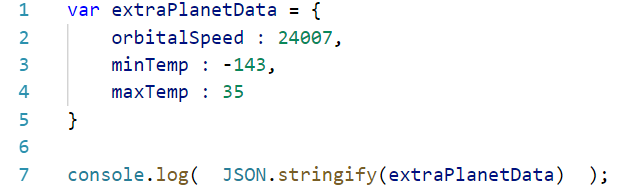 1 var extraPlanetData = {
2     orbitalSpeed : 24007,
3     minTemp : -143,
4     maxTemp : 35
5 }
6
7 console.log(  JSON.stringify(extraPlanetData)  );